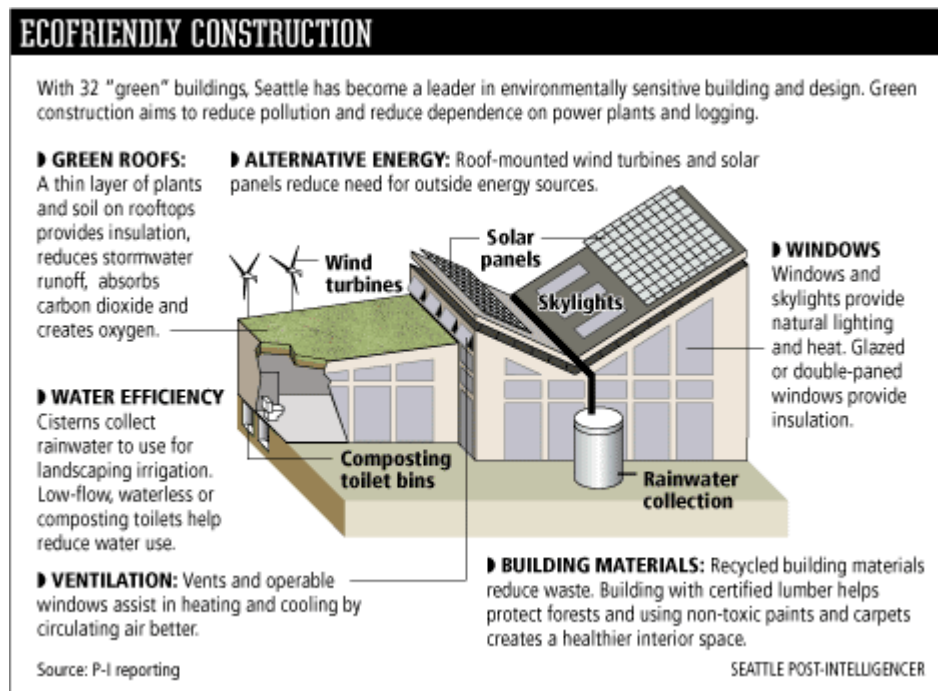 ECOFRIENDLY CONSTRUCTION
With 32 “green” buildings, Seattle has become a leader in environmentally sensitive building and design. Green
construction aims to reduce pollution and reduce dependence on power plants and logging.
◗ GREEN ROOFS:
A thin layer of plants
and soil on rooftops
provides insulation,
reduces stormwater
runoff, absorbs
carbon dioxide and
creates oxygen.
◗ ALTERNATIVE ENERGY: Roof-mounted wind turbines and solar
panels reduce need for outside energy sources.
Wind
turbines
Solar
panels
Skylights
◗ WINDOWS
Windows and
skylights provide
natural lighting
and heat. Glazed
or double-paned
windows provide
insulation.
◗ WATER EFFICIENCY
Cisterns collect
rainwater to use for
landscaping irrigation.
Low-flow, waterless or
composting toilets help
reduce water use.
Composting
toilet bins
Rainwater
collection
◗ VENTILATION: Vents and operable
windows assist in heating and cooling by
circulating air better.
◗ BUILDING MATERIALS: Recycled building materials
reduce waste. Building with certified lumber helps
protect forests and using non-toxic paints and carpets
creates a healthier interior space.
Source: P-I reporting
SEATTLE POST-INTELLIGENCER